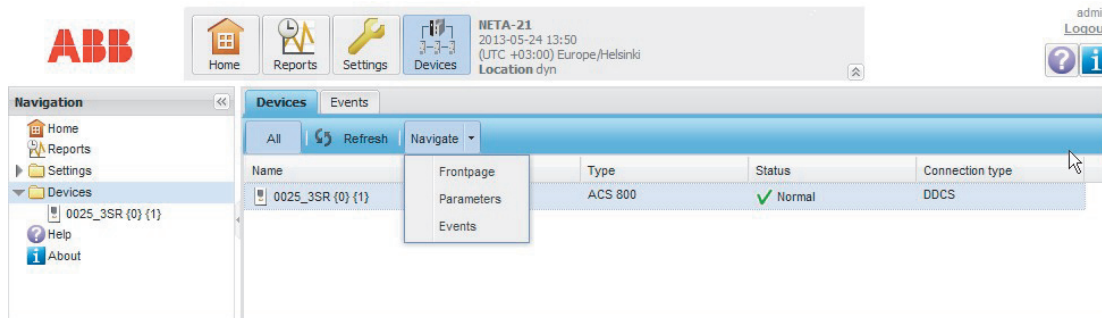 ABB
Home
Reports
Settings
Devices
NETA-21
2013-05-24 13:50
(UTC +03:00) Europe/Helsinki
Location dyn
admi
Logou
Navigation
Home
Reports
Settings
Devices
0025_3SR {0} {1}
Help
About
Devices Events
All Refresh Navigate
Name Type Status Connection type
0025_3SR {0} {1} ACS 800 Normal DDCS
Frontpage
Parameters
Events